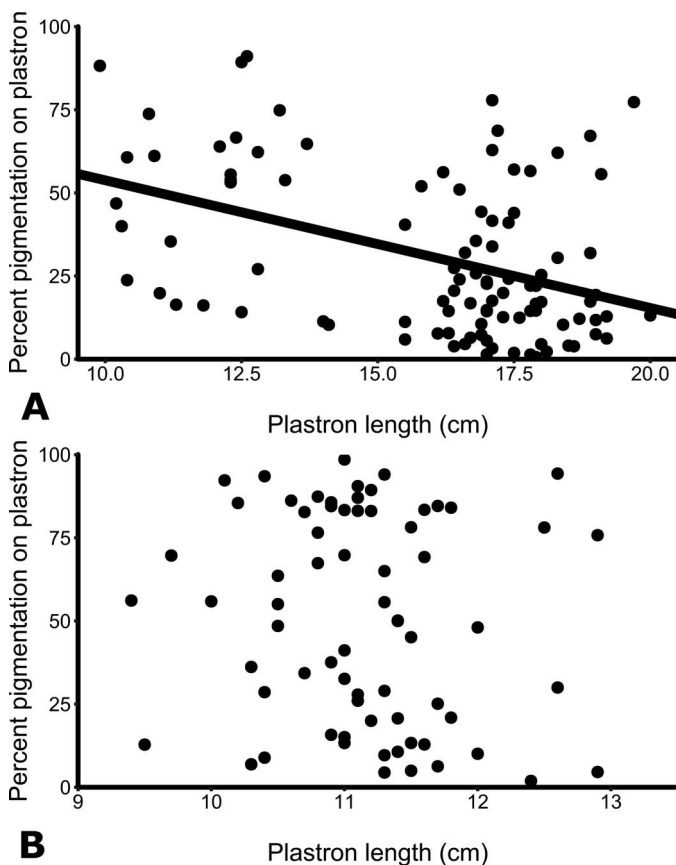 Percent pigmentation on plastron
100
75
50
25
0
10.0 12.5 15.0 17.5 20.0
A
Plastron length (cm)
Percent pigmentation on plastron
100
75
50
25
0
9 10 11 12 13
B
Plastron length (cm)